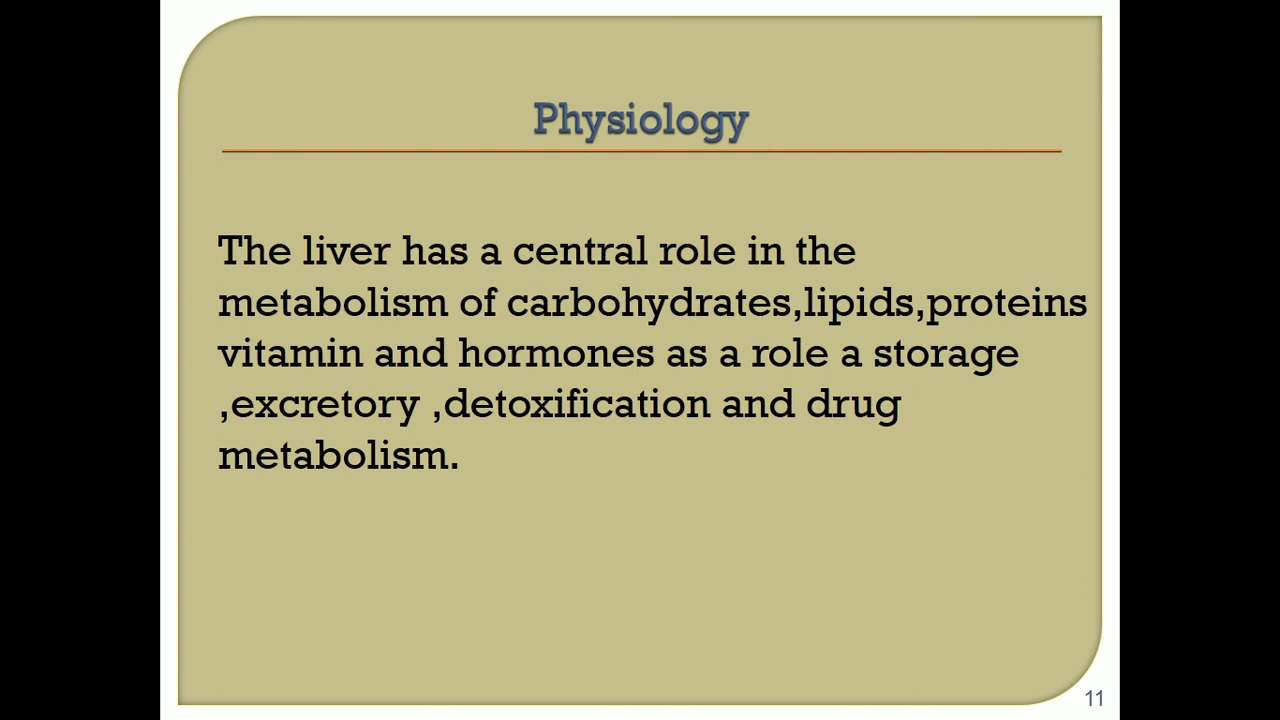 Physiology
The liver has a central role in the
metabolism of carbohydrates,lipids,proteins
vitamin and hormones as a role a storage
,excretory ,detoxification and drug
metabolism.
11